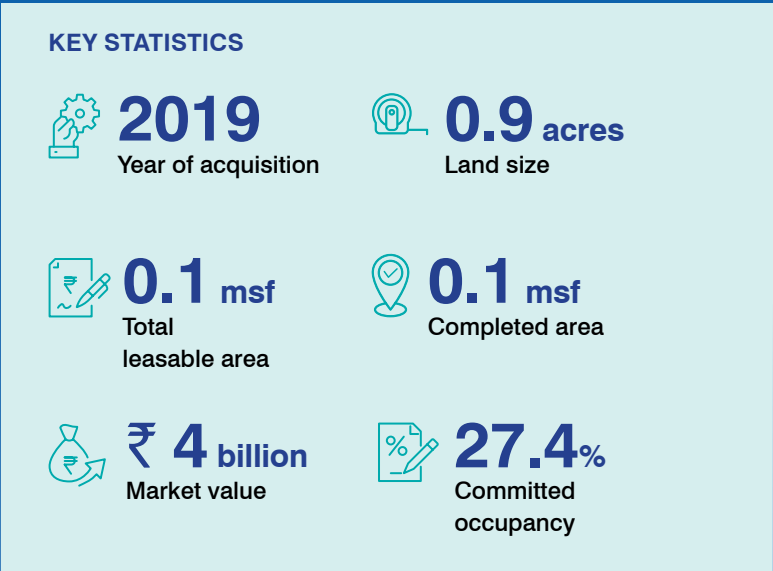 KEY STATISTICS
2019
Year of acquisition
0.9 acres
Land size
0.1 msf
Total
leasable area
0.1 msf
Completed area
₹ 4 billion
Market value
27.4%
Committed
occupancy